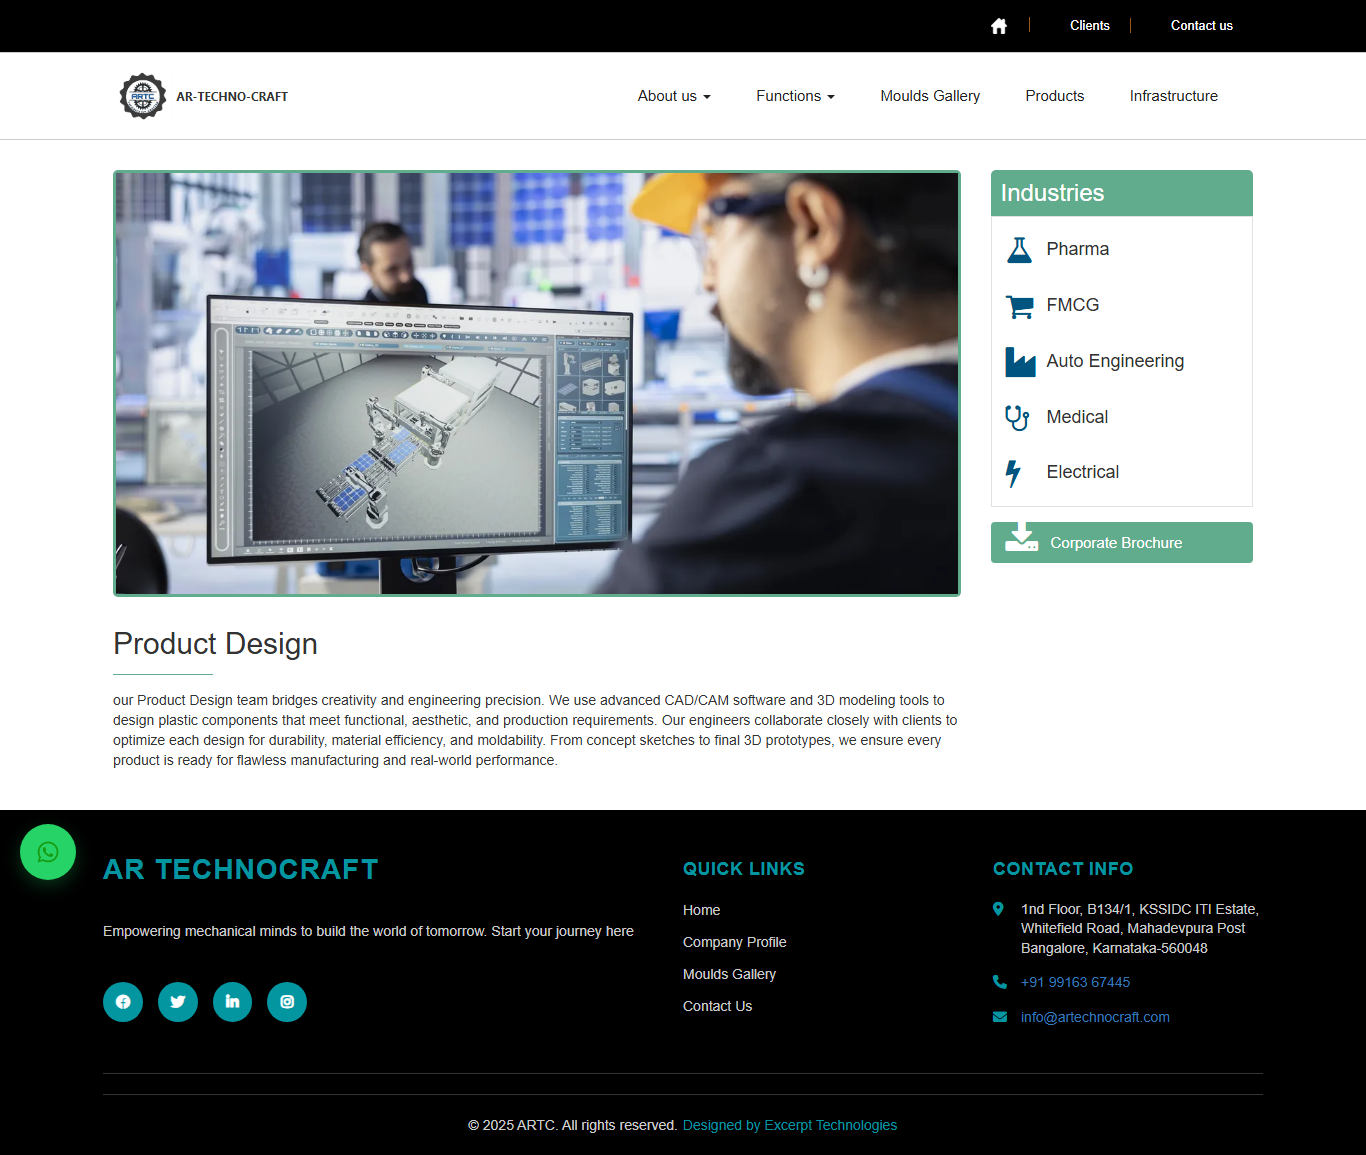 Clients
Contact us
ARTC
AR-TECHNO-CRAFT
About us
Functions
Moulds Gallery
Products
Infrastructure
Industries
Pharma
FMCG
Auto Engineering
Medical
Electrical
Corporate Brochure
Product Design
our Product Design team bridges creativity and engineering precision. We use advanced CAD/CAM software and 3D modeling tools to
design plastic components that meet functional, aesthetic, and production requirements. Our engineers collaborate closely with clients to
optimize each design for durability, material efficiency, and moldability. From concept sketches to final 3D prototypes, we ensure every
product is ready for flawless manufacturing and real-world performance.
AR TECHNOCRAFT
Empowering mechanical minds to build the world of tomorrow. Start your journey here
QUICK LINKS
Home
Company Profile
Moulds Gallery
Contact Us
CONTACT INFO
1nd Floor, B134/1, KSSIDC ITI Estate,
Whitefield Road, Mahadevpura Post
Bangalore, Karnataka-560048
+91 99163 67445
info@artechnocraft.com
© 2025 ARTC. All rights reserved. Designed by Excerpt Technologies